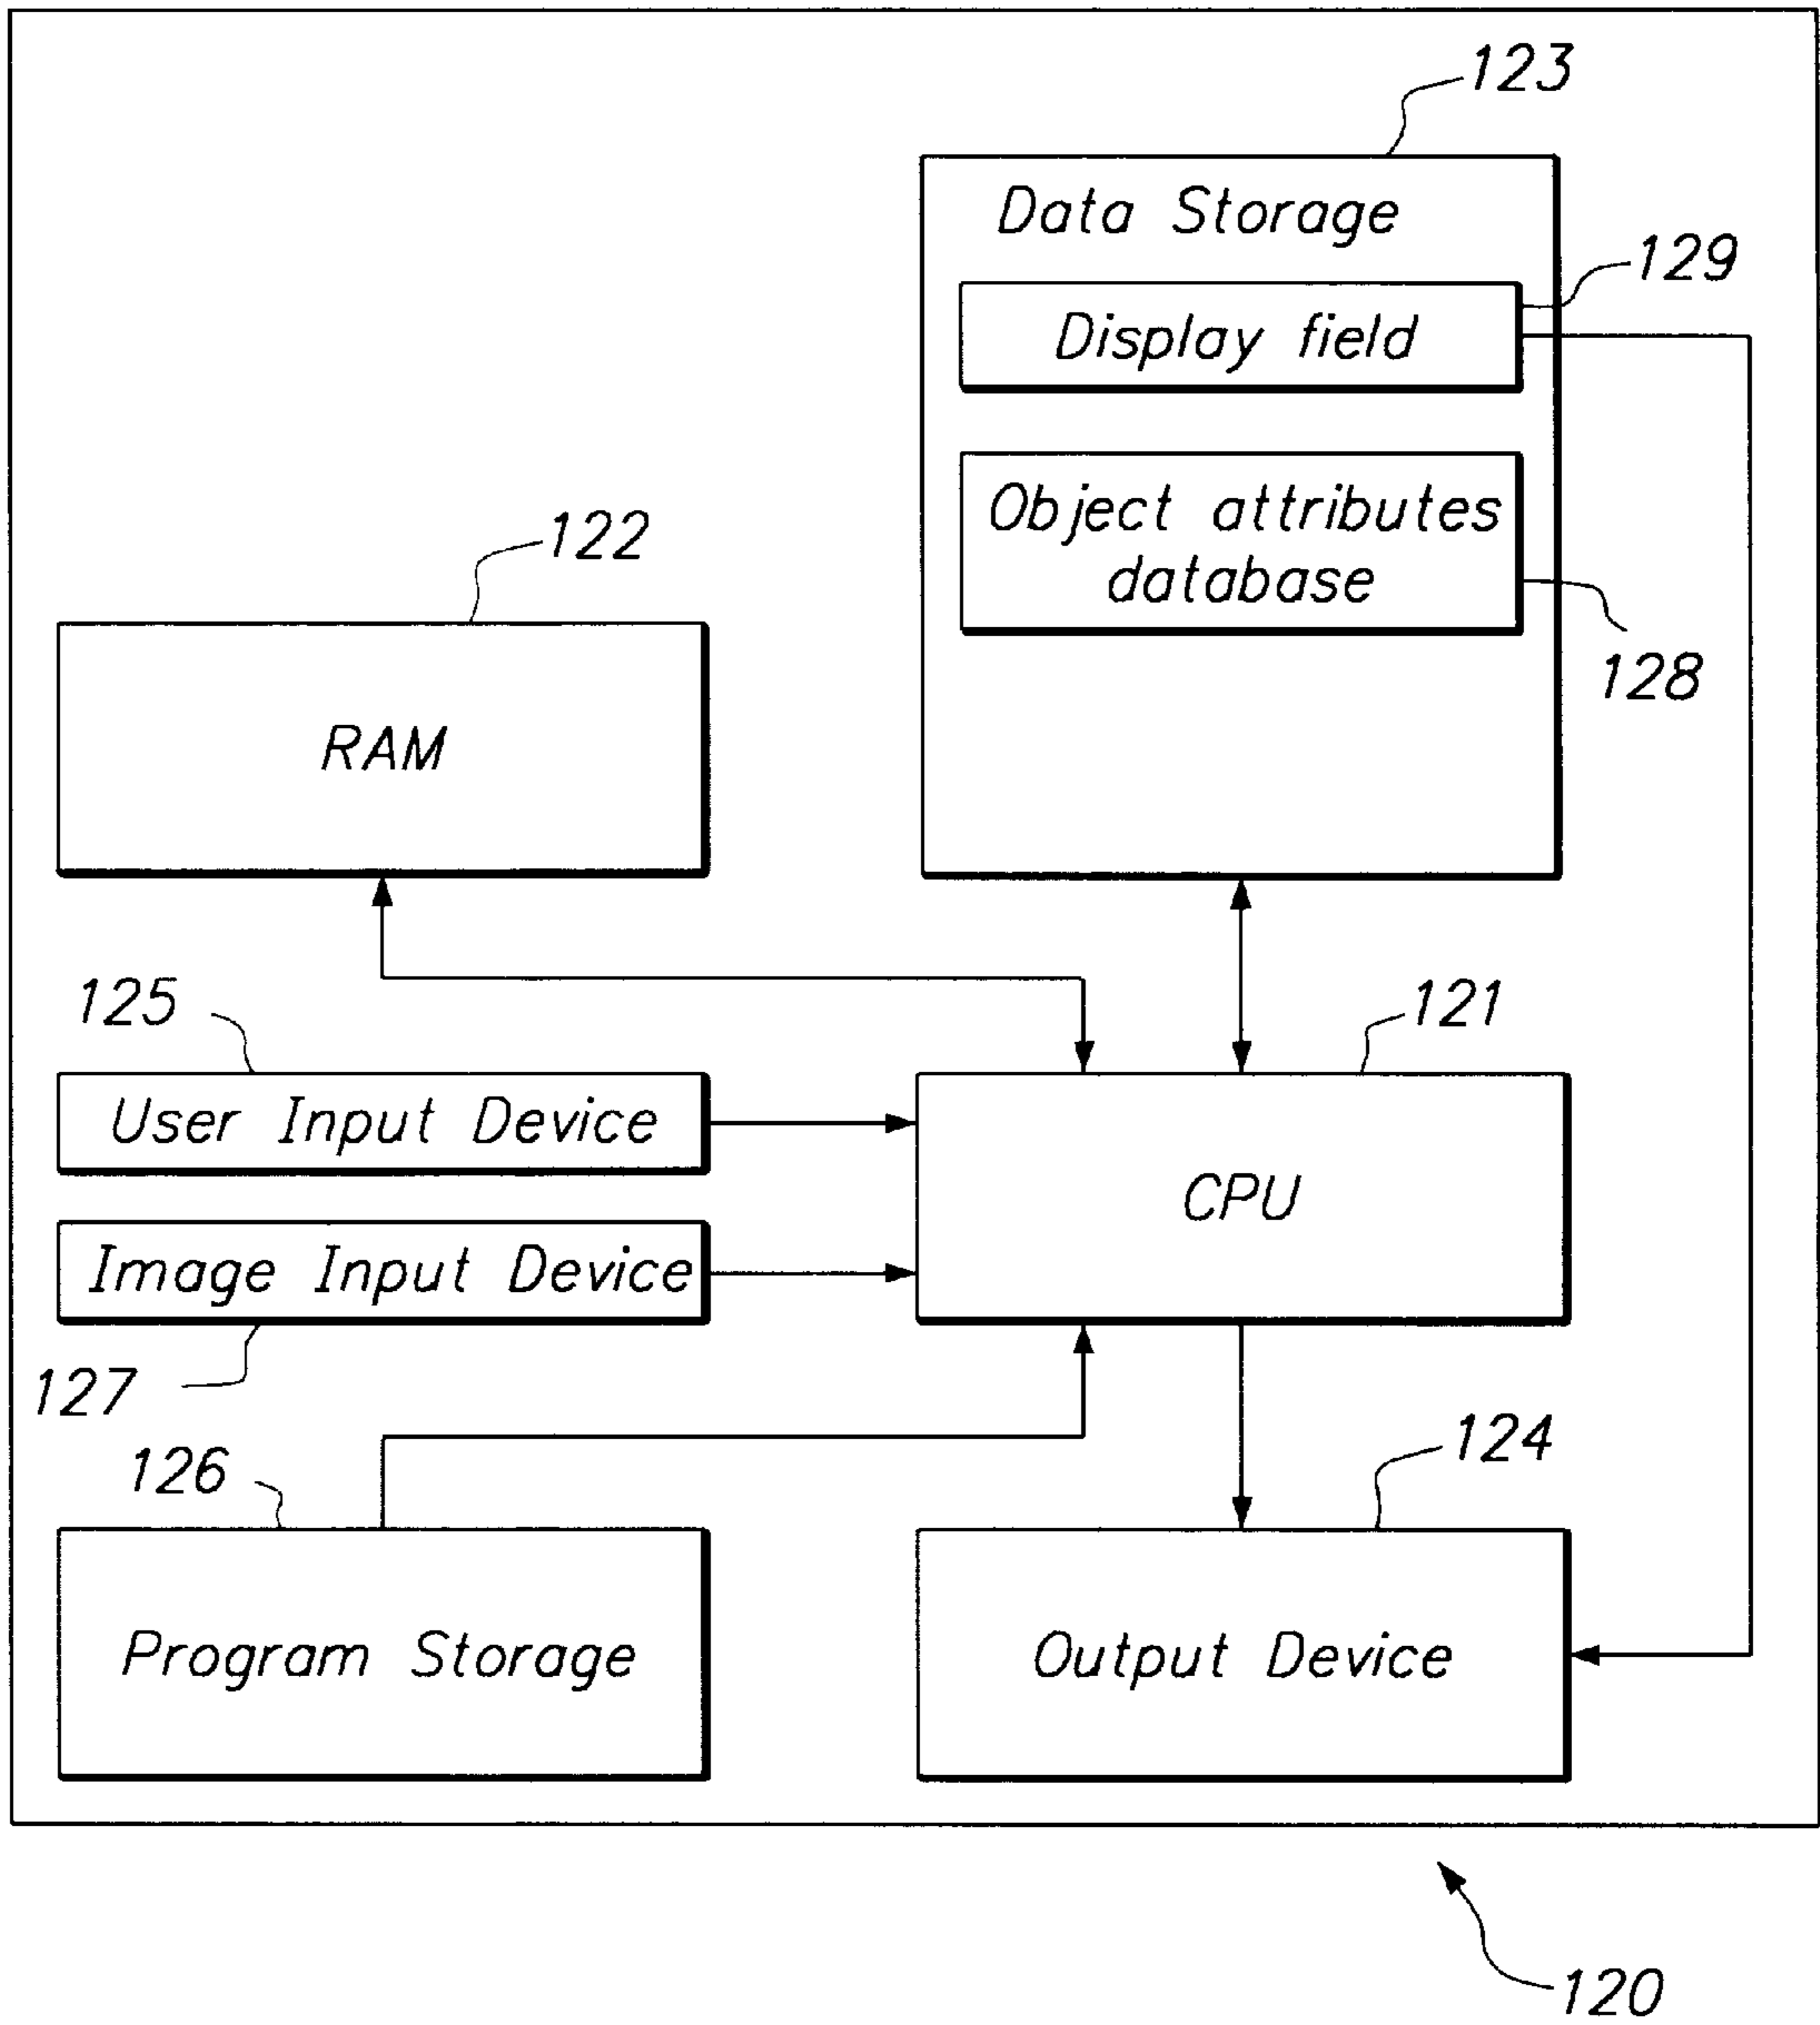 123
Data Storage
129
Display field
Object attributes
database
128
122
RAM
125
121
User Input Device
CPU
Image Input Device
127
126
124
Program Storage
Output Device
120